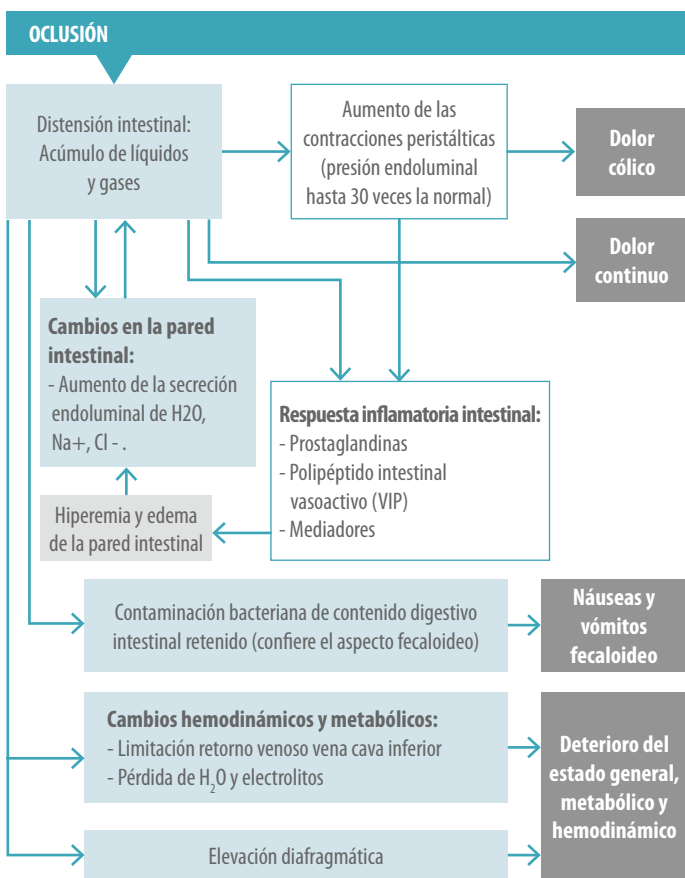 OCLUSIÓN
Distensión intestinal:
Acúmulo de líquidos
y gases
Aumento de las
contracciones peristálticas
(presión endoluminal
hasta 30 veces la normal)
Dolor
cólico
Dolor
continuo
Cambios en la pared
intestinal:
- Aumento de la secreción
endoluminal de H2O,
Na+, Cl - .
Respuesta inflamatoria intestinal:
- Prostaglandinas
- Polipéptido intestinal
vasoactivo (VIP)
- Mediadores
Hiperemia y edema
de la pared intestinal
Contaminación bacteriana de contenido digestivo
intestinal retenido (confiere el aspecto fecaloideo)
Náuseas y
vómitos
fecaloideo
Cambios hemodinámicos y metabólicos:
- Limitación retorno venoso vena cava inferior
- Pérdida de H₂O y electrolitos
Deterioro del
estado general,
metabólico y
hemodinámico
Elevación diafragmática